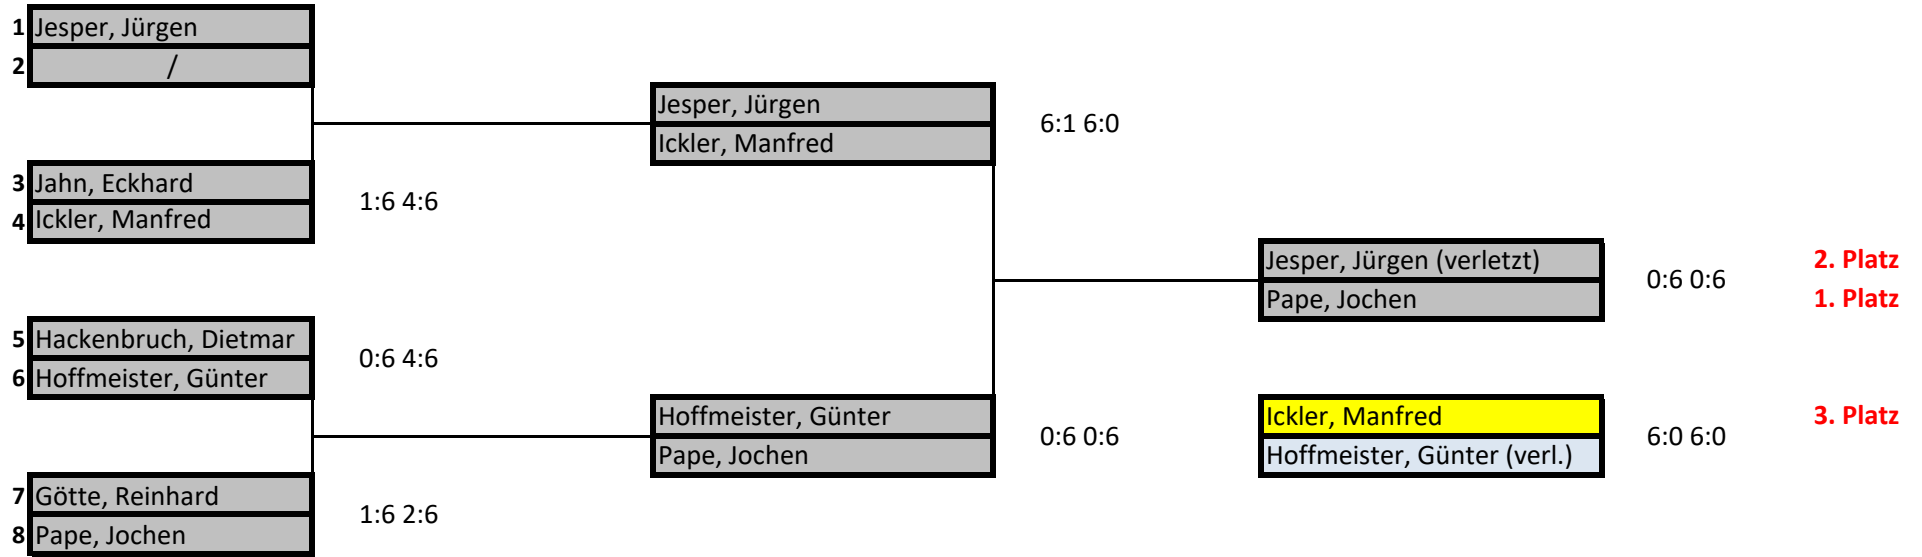 1 Jesper, Jürgen
2 /
Jesper, Jürgen
Ickler, Manfred
6:1 6:0
3 Jahn, Eckhard
4 Ickler, Manfred
1:6 4:6
Jesper, Jürgen (verletzt)
Pape, Jochen
0:6 0:6
2. Platz
1. Platz
5 Hackenbruch, Dietmar
6 Hoffmeister, Günter
0:6 4:6
Hoffmeister, Günter
Pape, Jochen
0:6 0:6
Ickler, Manfred
Hoffmeister, Günter (verl.)
6:0 6:0
3. Platz
7 Götte, Reinhard
8 Pape, Jochen
1:6 2:6